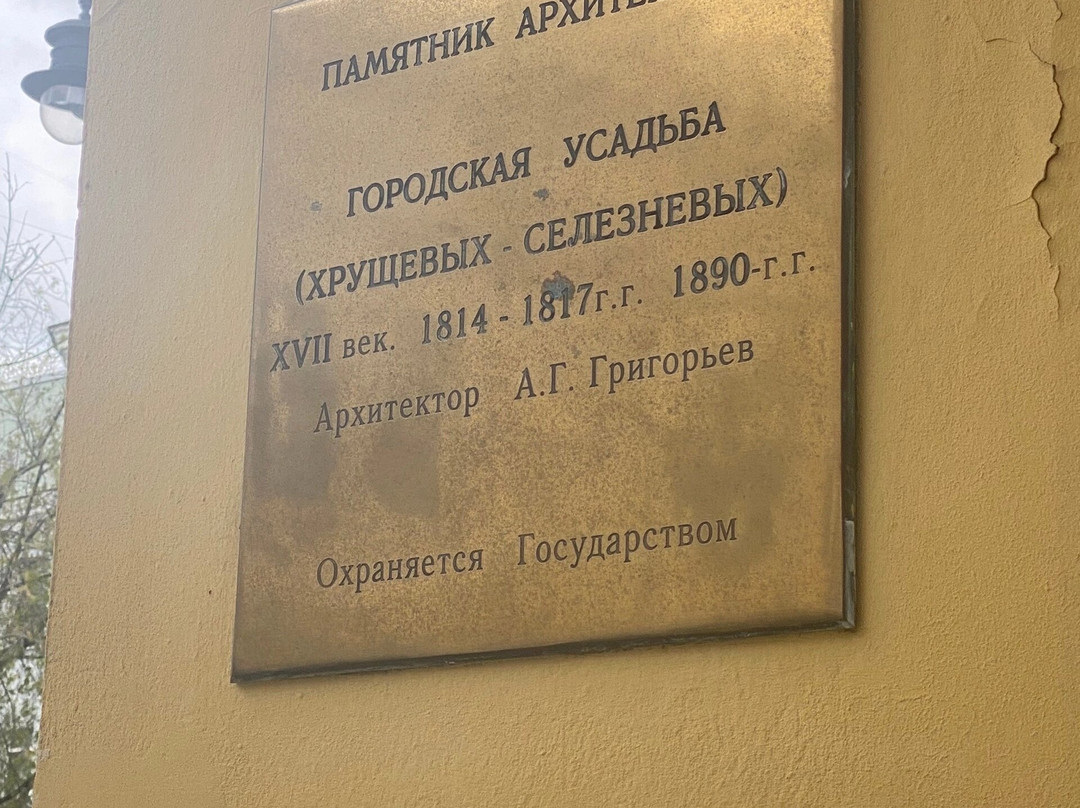 ПАМЯТНИК
ГОРОДСКАЯ УСАДЬБА
(ХРУЩЕВЫХ - СЕЛЕЗНЕВЫХ)
XVII век. 1814 - 1817г.г. 1890-г.г.
Архитектор А.Г. Григорьев
Охраняется Государством